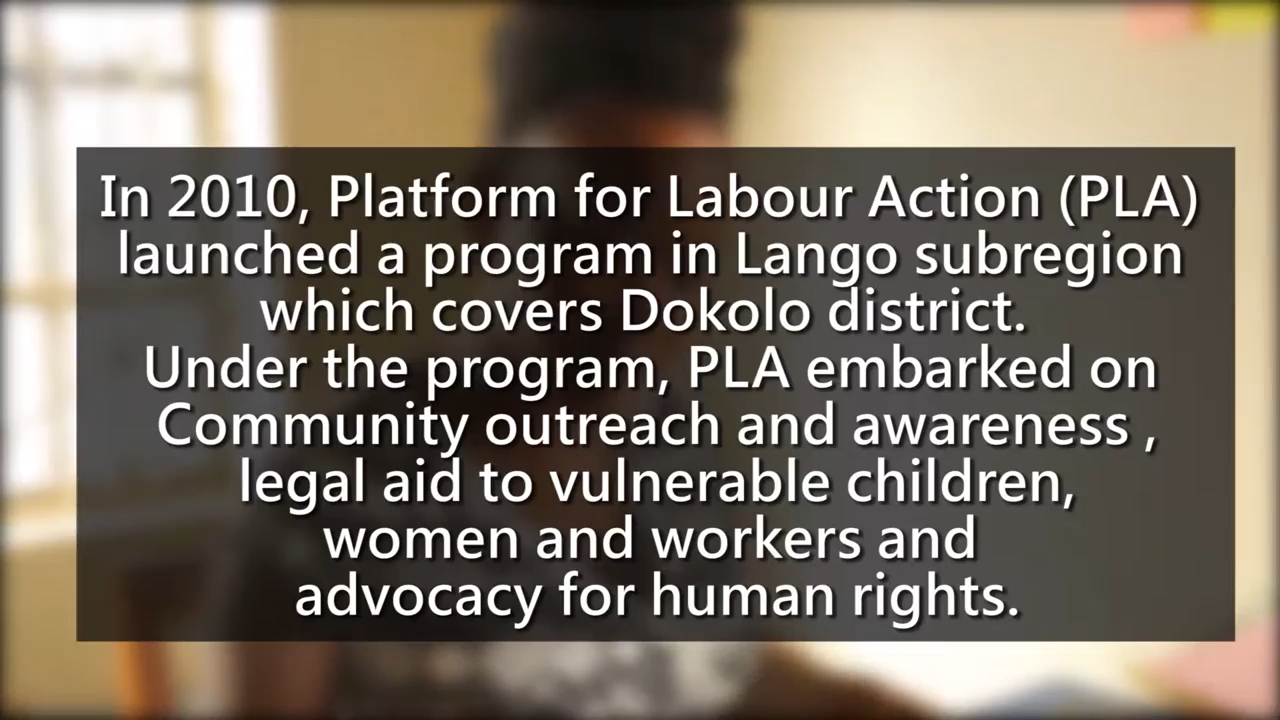 In 2010, Platform for Labour Action (PLA)
launched a program in Lango subregion
which covers Dokolo district.
Under the program, PLA embarked on
Community outreach and awareness ,
legal aid to vulnerable children,
women and workers and
advocacy for human rights.